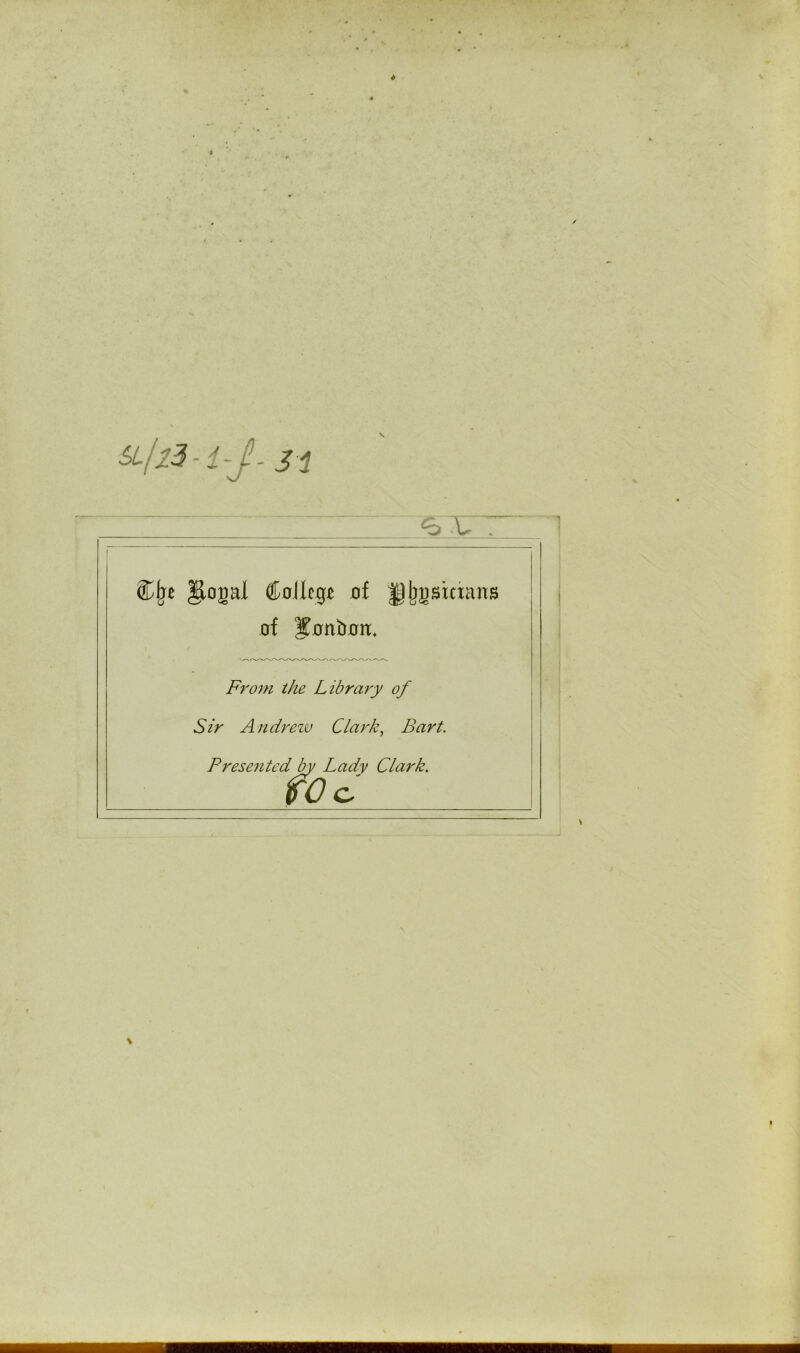 SL/23-1-f-31
SL
The Royal College of Physicians
of London.
From the Library of
Sir Andrew Clark, Bart.
Presented by Lady Clark.